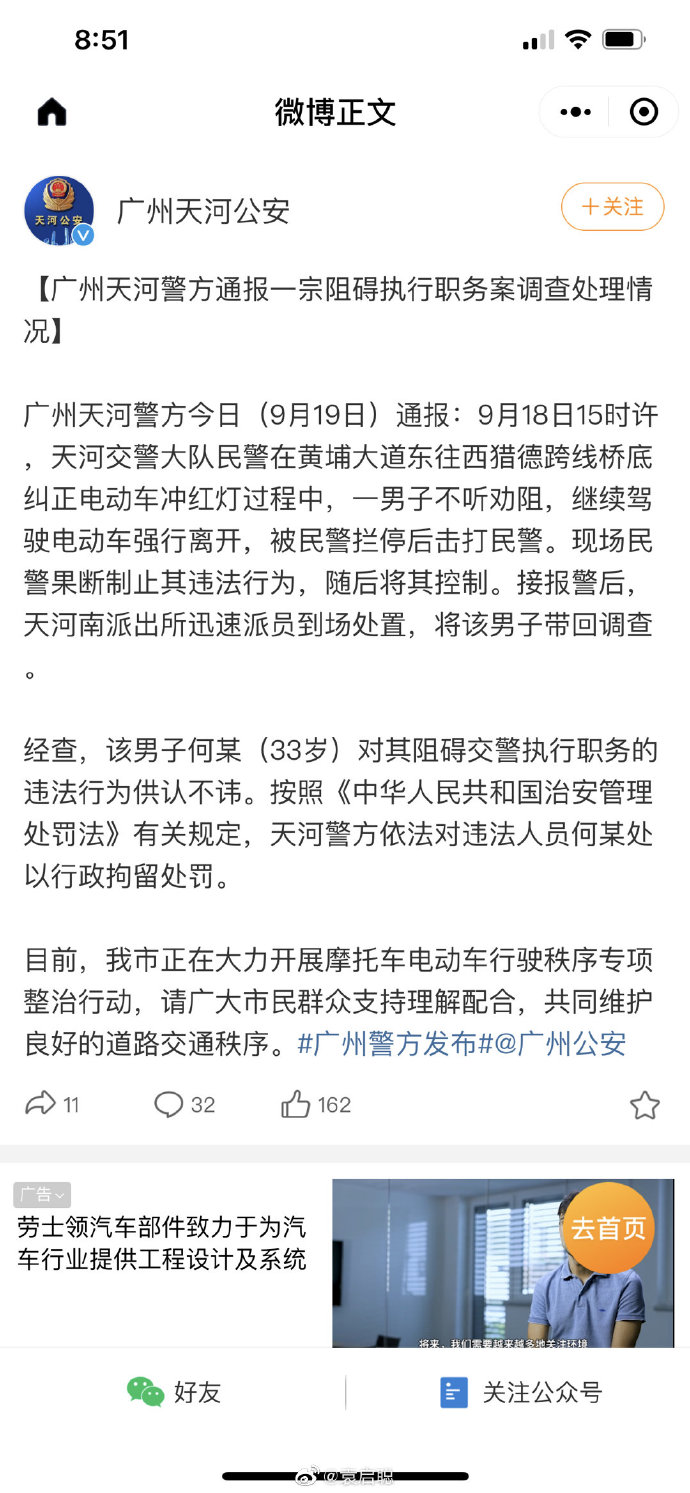 8:51
微博正文
天河公安
广州天河公安
+关注
【广州天河警方通报一宗阻碍执行职务案调查处理情
况】
广州天河警方今日（9月19日）通报：9月18日15时许
，天河交警大队民警在黄埔大道东往西猎德跨线桥底
纠正电动车冲红灯过程中，一男子不听劝阻，继续驾
驶电动车强行离开，被民警拦停后击打民警。现场民
警果断制止其违法行为，随后将其控制。接报警后，
天河南派出所迅速派员到场处置，将该男子带回调查
。
经查，该男子何某（33岁）对其阻碍交警执行职务的
违法行为供认不讳。按照《中华人民共和国治安管理
处罚法》有关规定，天河警方依法对违法人员何某处
以行政拘留处罚。
目前，我市正在大力开展摩托车电动车行驶秩序专项
整治行动，请广大市民群众支持理解配合，共同维护
良好的道路交通秩序。#广州警方发布#@广州公安
11
32
162
广告
劳士领汽车部件致力于为汽
车行业提供工程设计及系统
去首页
将来，我们需要越来越多地关注环境
好友
关注公众号
@袁启聪